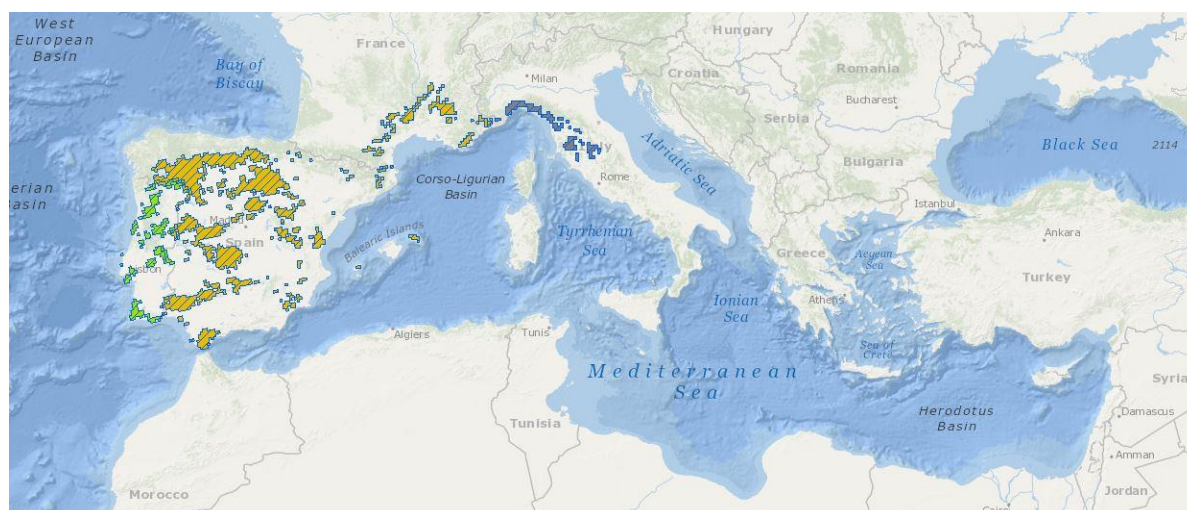 West
European
Basin
Bay of
Biscay
France
Hungary
Milan
Croatia
Romania
Bucharest
Serbia
Black Sea
2114
Adriatic Sea
Bulgaria
Corso-Ligurian
Basin
Rome
Istanbul
Ankara
Balearic Islands
Tyrrhenian
Sea
Spain
Greece
Aegean
Sea
Turkey
Athens
Ionian
Sea
Algiers
Tunis
Sea of
Crete
Mediterranean
Sea
Syria
Herodotus
Basin
Damascus
Tunisia
Amman
Morocco
Jordan